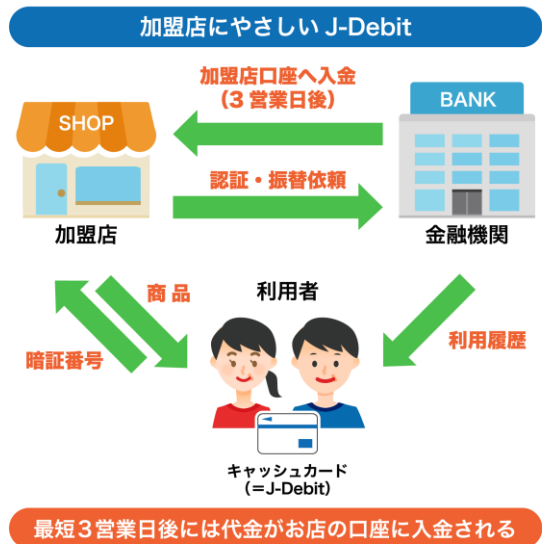 加盟店にやさしい J-Debit
加盟店口座へ入金
（3 営業日後）
BANK
SHOP
認証・振替依頼
加盟店
金融機関
商 品
利用者
暗証番号
利用履歴
キャッシュカード
（＝J-Debit）
最短３営業日後には代金がお店の口座に入金される